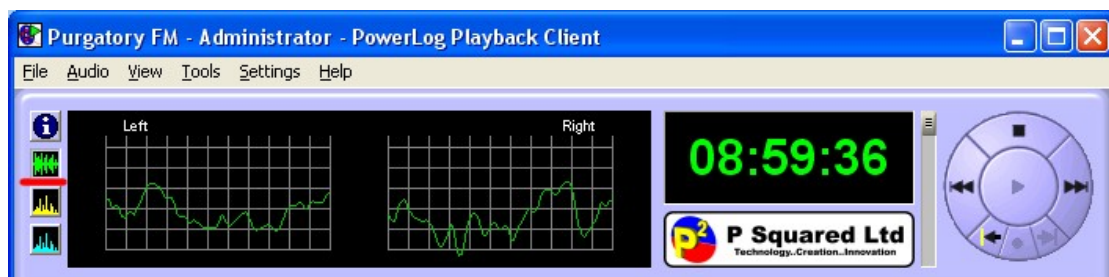 Purgatory FM - Administrator - PowerLog Playback Client
File Audio View Tools Settings Help
Left
Right
08:59:36
P2 P Squared Ltd
Technology..Creation..Innovation